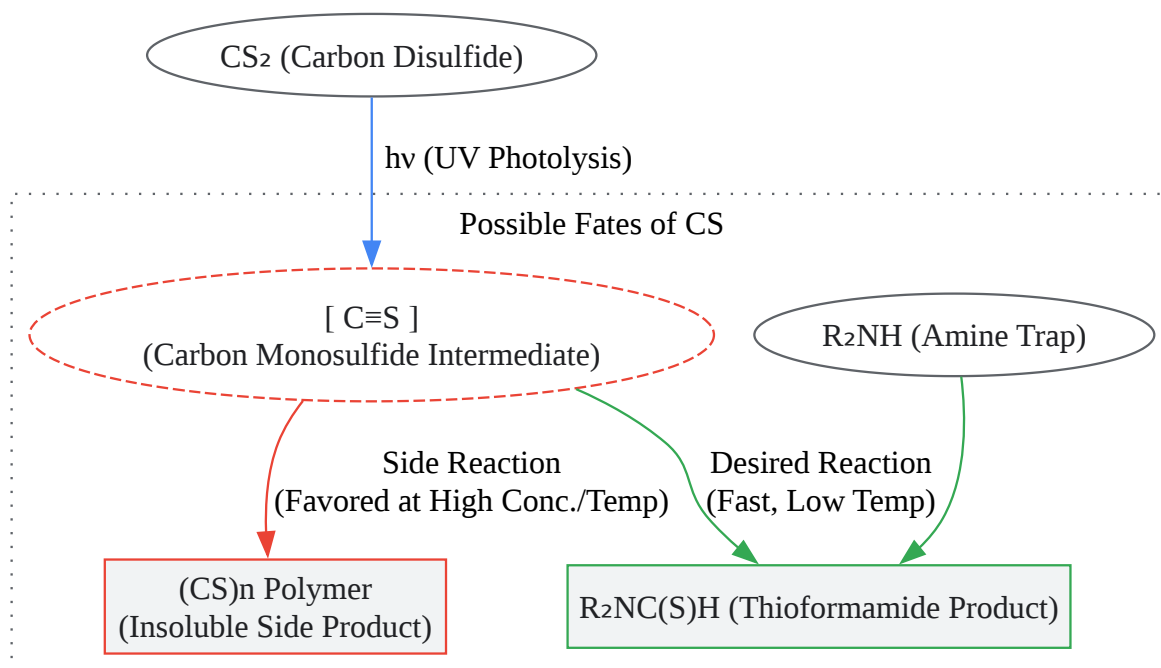 CS₂ (Carbon Disulfide)
hν (UV Photolysis)
Possible Fates of CS
[ C≡S ]
(Carbon Monosulfide Intermediate)
R₂NH (Amine Trap)
Side Reaction
(Favored at High Conc./Temp)
Desired Reaction
(Fast, Low Temp)
(CS)n Polymer
(Insoluble Side Product)
R₂NC(S)H (Thioformamide Product)